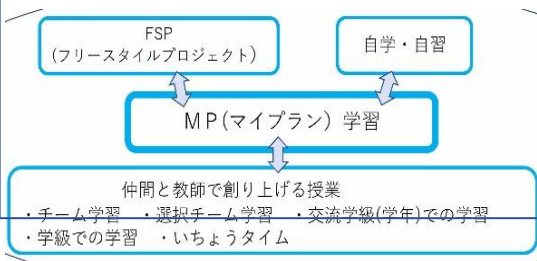 FSP
(フリースタイルプロジェクト)
自学・自習
MP(マイプラン)学習
仲間と教師で創り上げる授業
・チーム学習 ・選択チーム学習 ・交流学級(学年)での学習
・学級での学習 ・いちょうタイム